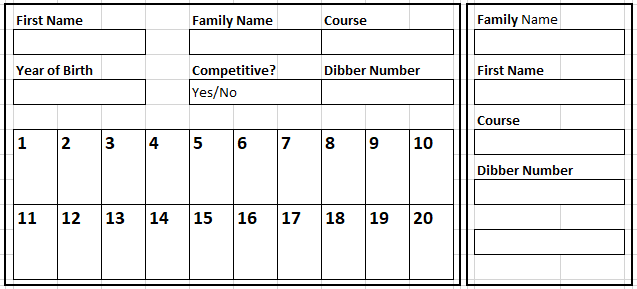 First Name Family Name Course
Year of Birth Competitive? Dibber Number
Yes/No
1 2 3 4 5 6 7 8 9 10
11 12 13 14 15 16 17 18 19 20
Family Name
First Name
Course
Dibber Number